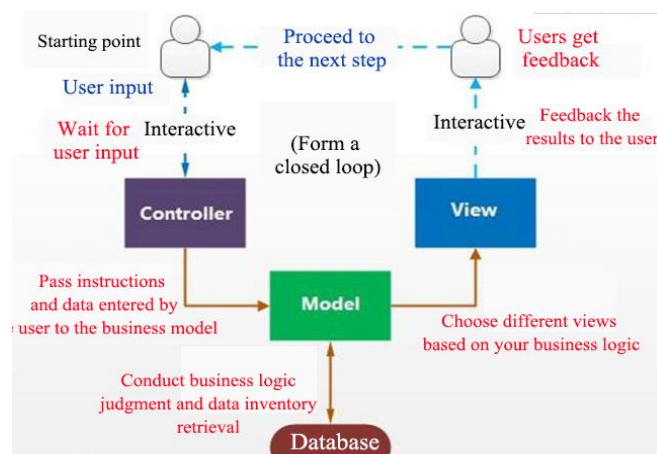 Starting point
Proceed to
the next step
Users get
feedback
User input
Wait for
user input
Interactive
(Form a
closed loop)
Interactive
Feedback the
results to the user
Controller
View
Pass instructions
and data entered by
user to the business model
Model
Choose different views
based on your business logic
Conduct business logic
judgment and data inventory
retrieval
Database